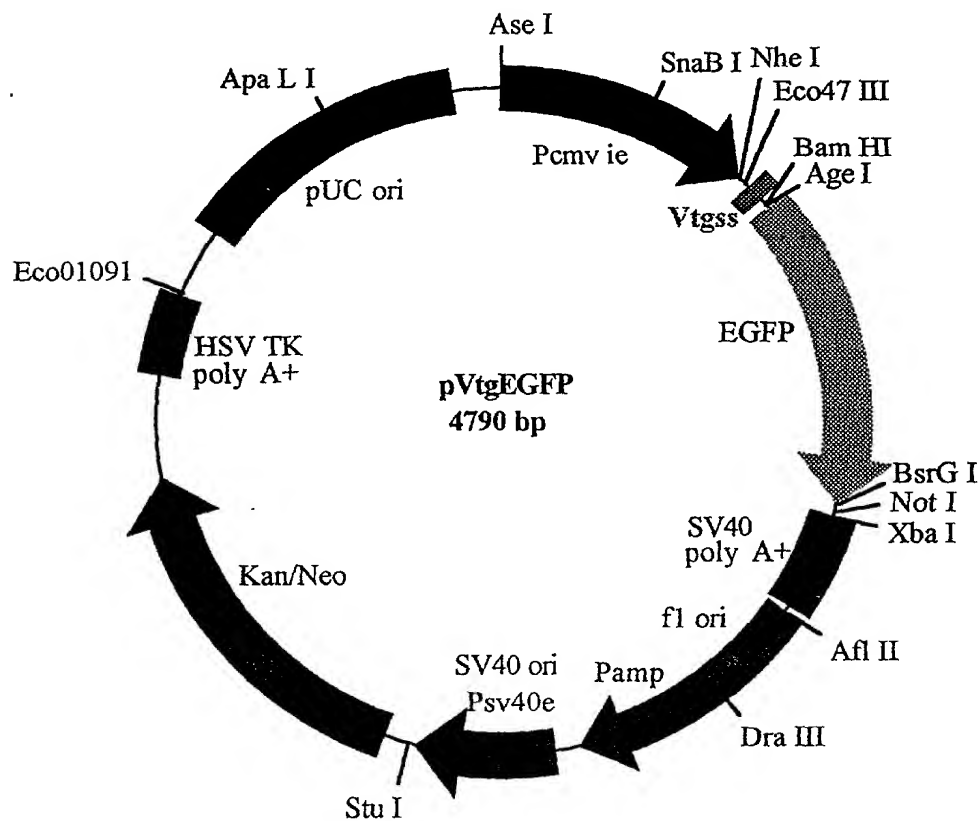 Ase I
SnaB I
Nhe I
Apa L I
Eco47 III
Pcmv ie
Bam HI
Age I
pUC ori
Vtgss
Eco01091
EGFP
HSV TK
poly A+
pVtgEGFP
4790 bp
BsrG I
Not I
SV40
poly A+
Xba I
Kan/Neo
f1 ori
Afl II
SV40 ori
Psv40e
Pamp
Dra III
Stu I